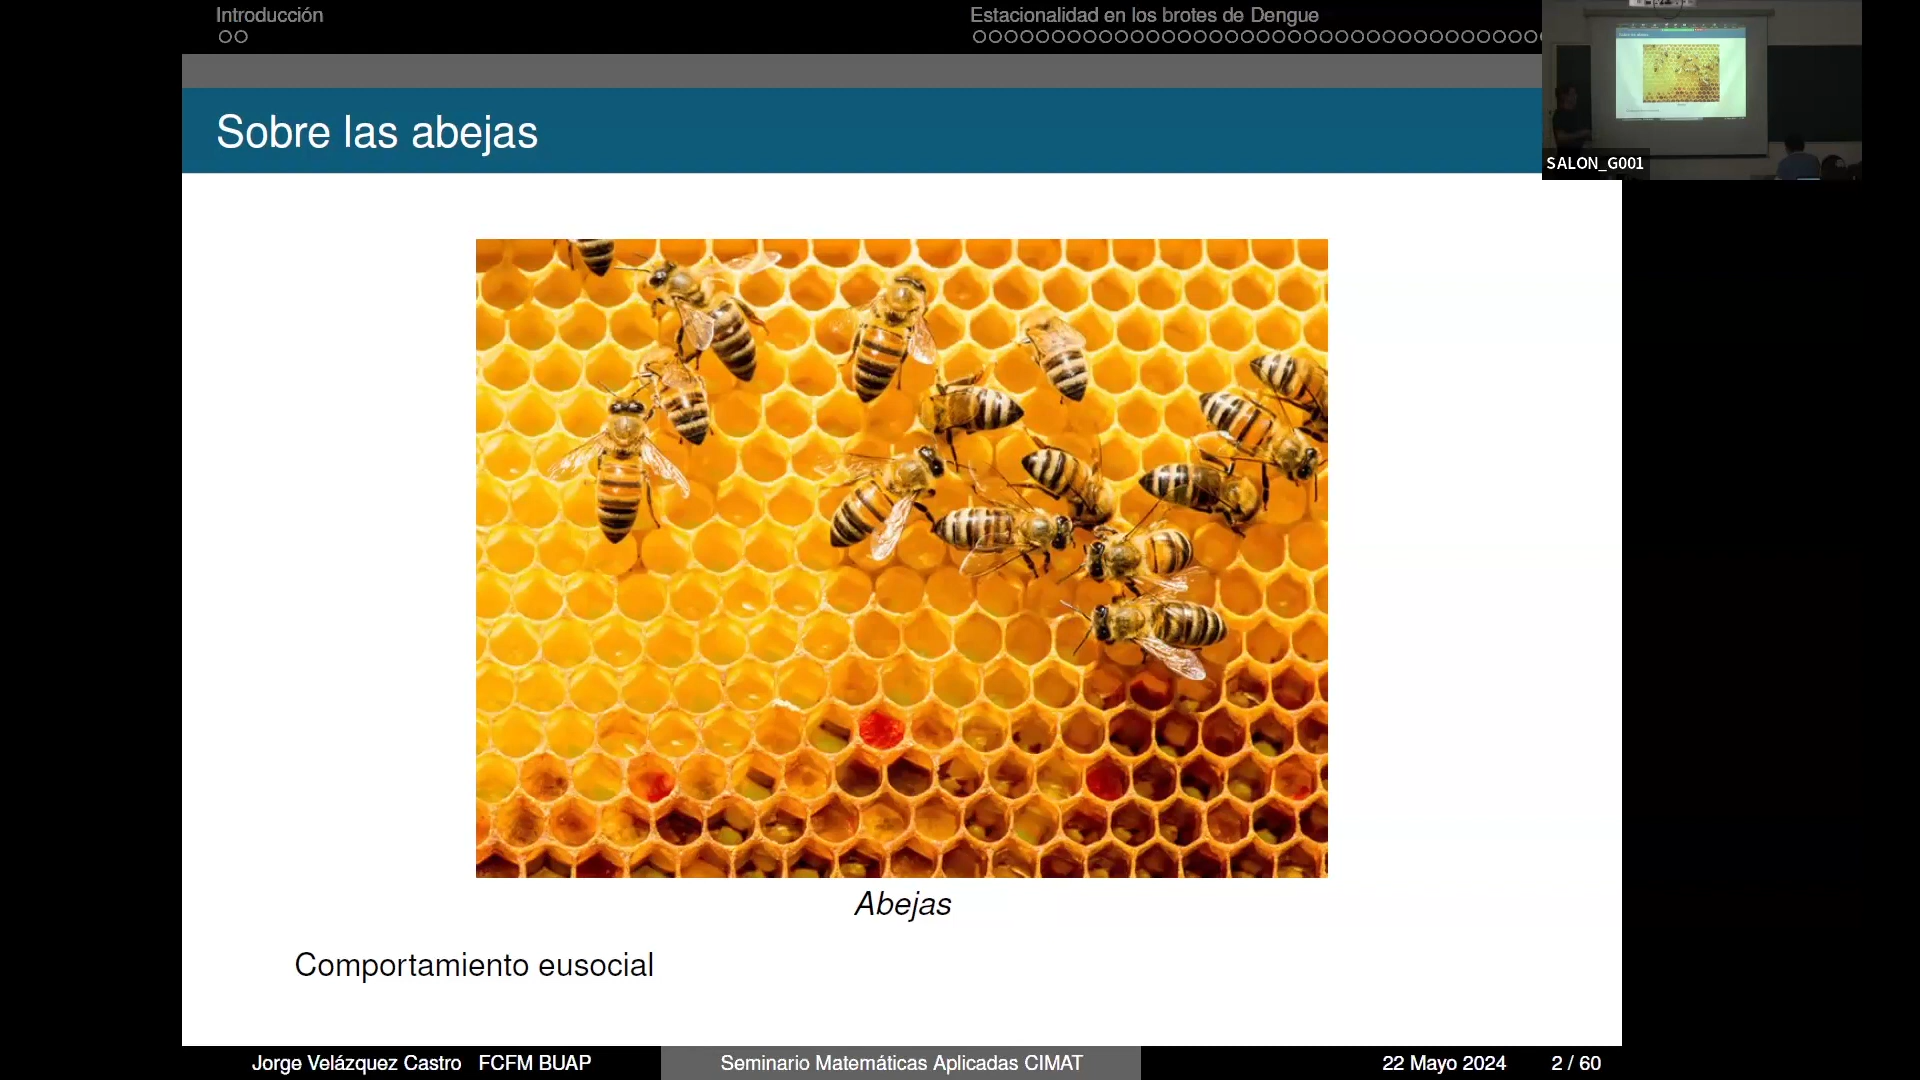 Introducción
Estacionalidad en los brotes de Dengue
Sobre las abejas
SALON_G001
Abejas
Comportamiento eusocial
Jorge Velázquez Castro FCFM BUAP
Seminario Matemáticas Aplicadas CIMAT
22 Mayo 2024
2 / 60